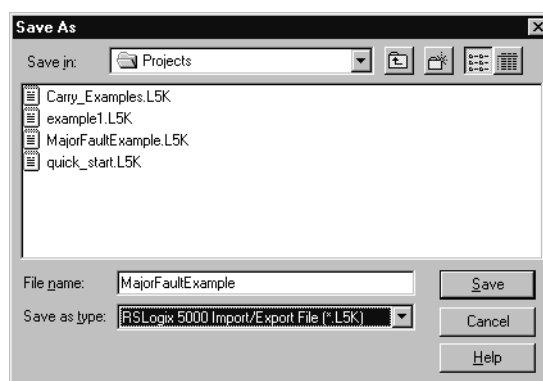 Save As
Save in: Projects
Carry_Examples.L5K
example1.L5K
MajorFaultExample.L5K
quick_start.L5K
File name: MajorFaultExample Save
Save as type: RSLogix 5000 Import/Export File (*.L5K) Cancel
Help